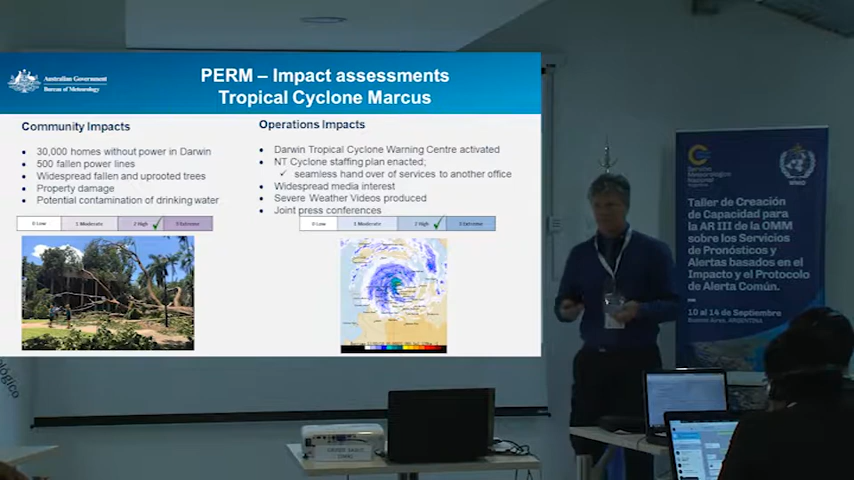 Australian Government
Bureau of Meteorology
PERM – Impact assessments
Tropical Cyclone Marcus
Community Impacts
• 30,000 homes without power in Darwin
• 500 fallen power lines
• Widespread fallen and uprooted trees
• Property damage
• Potential contamination of drinking water
0 Low 1 Moderate 2 High ✓ 3 Extreme
Operations Impacts
• Darwin Tropical Cyclone Warning Centre activated
• NT Cyclone staffing plan enacted;
✓ seamless hand over of services to another office
• Widespread media interest
• Severe Weather Videos produced
• Joint press conferences
0 Low 1 Moderate 2 High ✓ 3 Extreme
Servicio
Meteorológico
Nacional
Argentina
WMO
Taller de Creación
de Capacidad para
la AR III de la OMM
sobre los Servicios
de Pronósticos y
Alertas basados en el
Impacto y el Protocolo
de Alerta Común.
10 al 14 de Septiembre
Buenos Aires, ARGENTINA